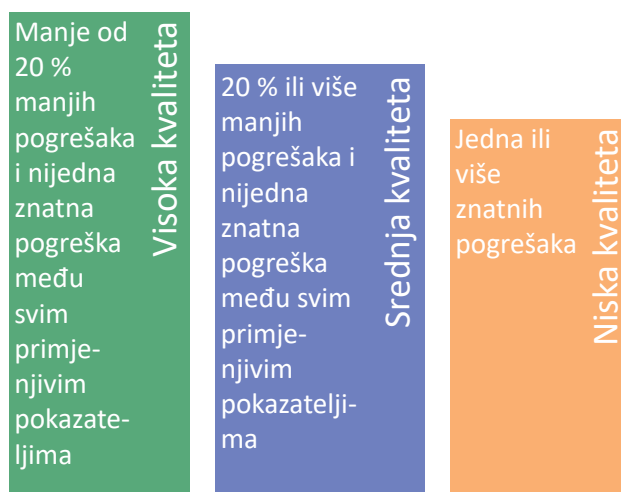 Manje od
20 %
manjih
pogrešaka
i nijedna
znatna
pogreška
među
svim
primje-
njivim
pokazate-
ljima
Visoka kvaliteta
20 % ili više
manjih
pogrešaka i
nijedna
znatna
pogreška
među svim
primje-
njivim
pokazatelji-
ma
Srednja kvaliteta
Jedna ili
više
znatnih
pogrešaka
Niska kvaliteta